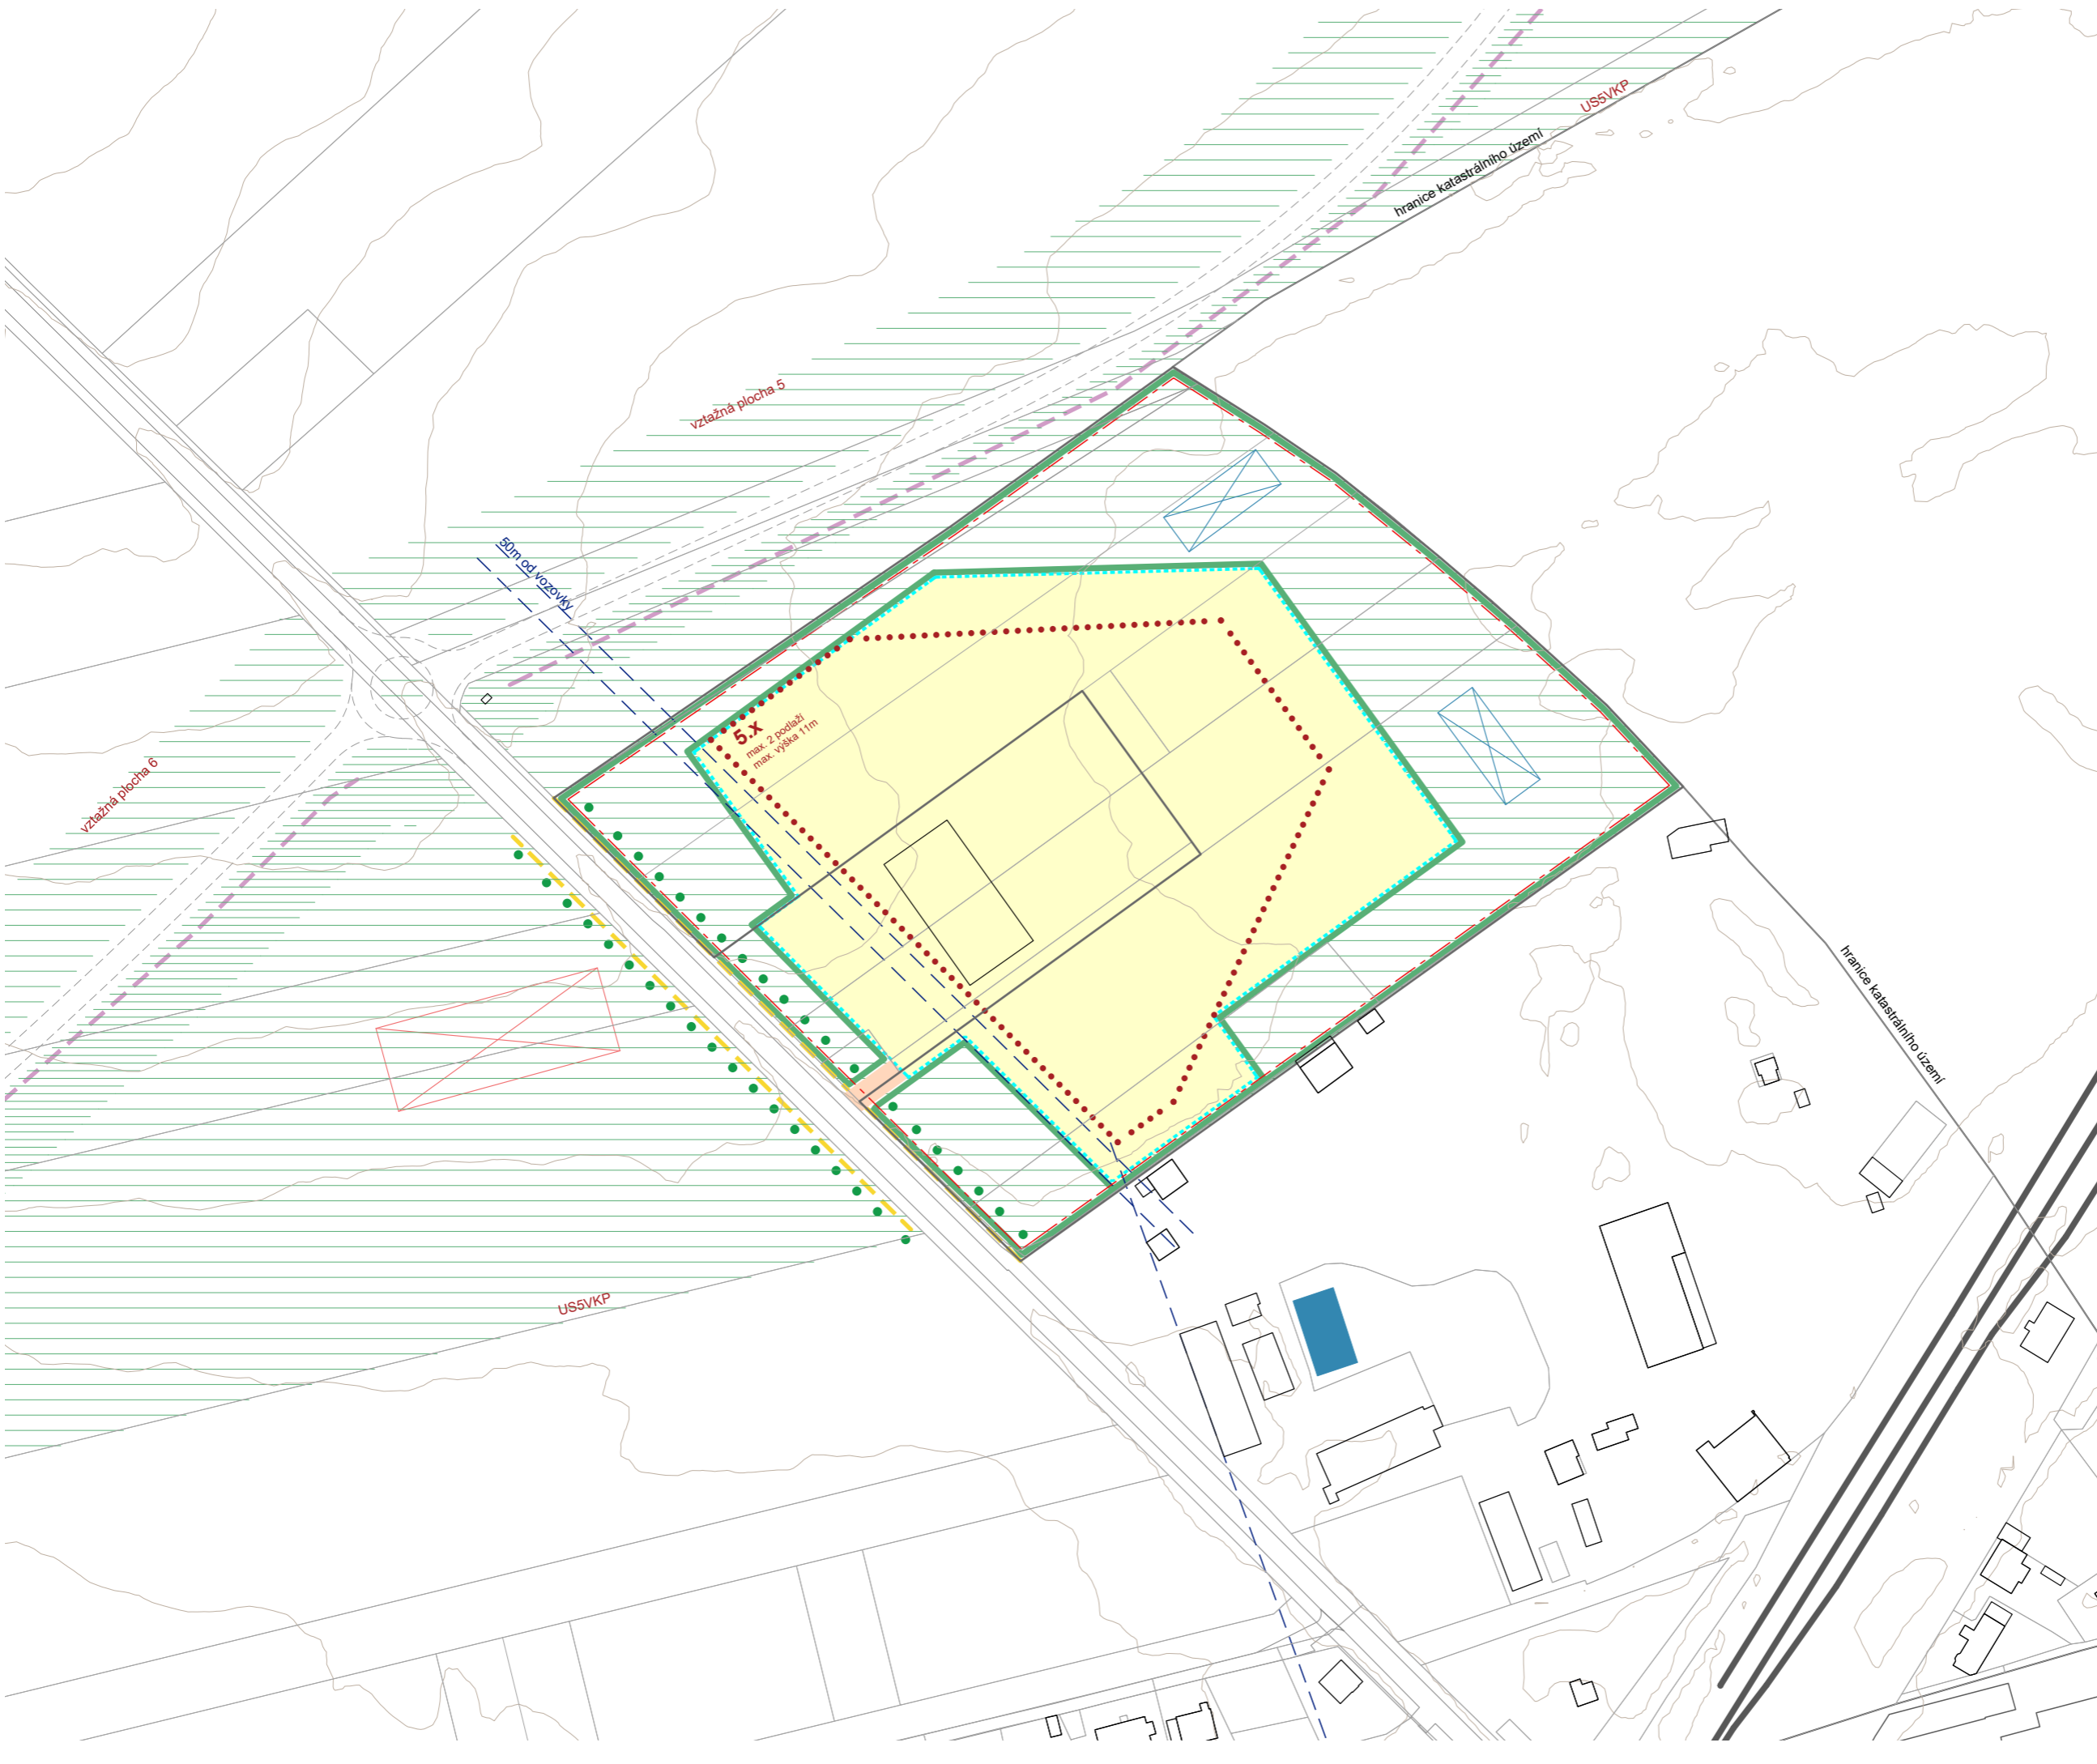 US5VKP
hranice katastrálního území
vztažná plocha 5
50m od vozovky
5.x
max. 2 podlaží
max. výška 11m
vztažná plocha 6
hranice katastrálního území
US5VKP